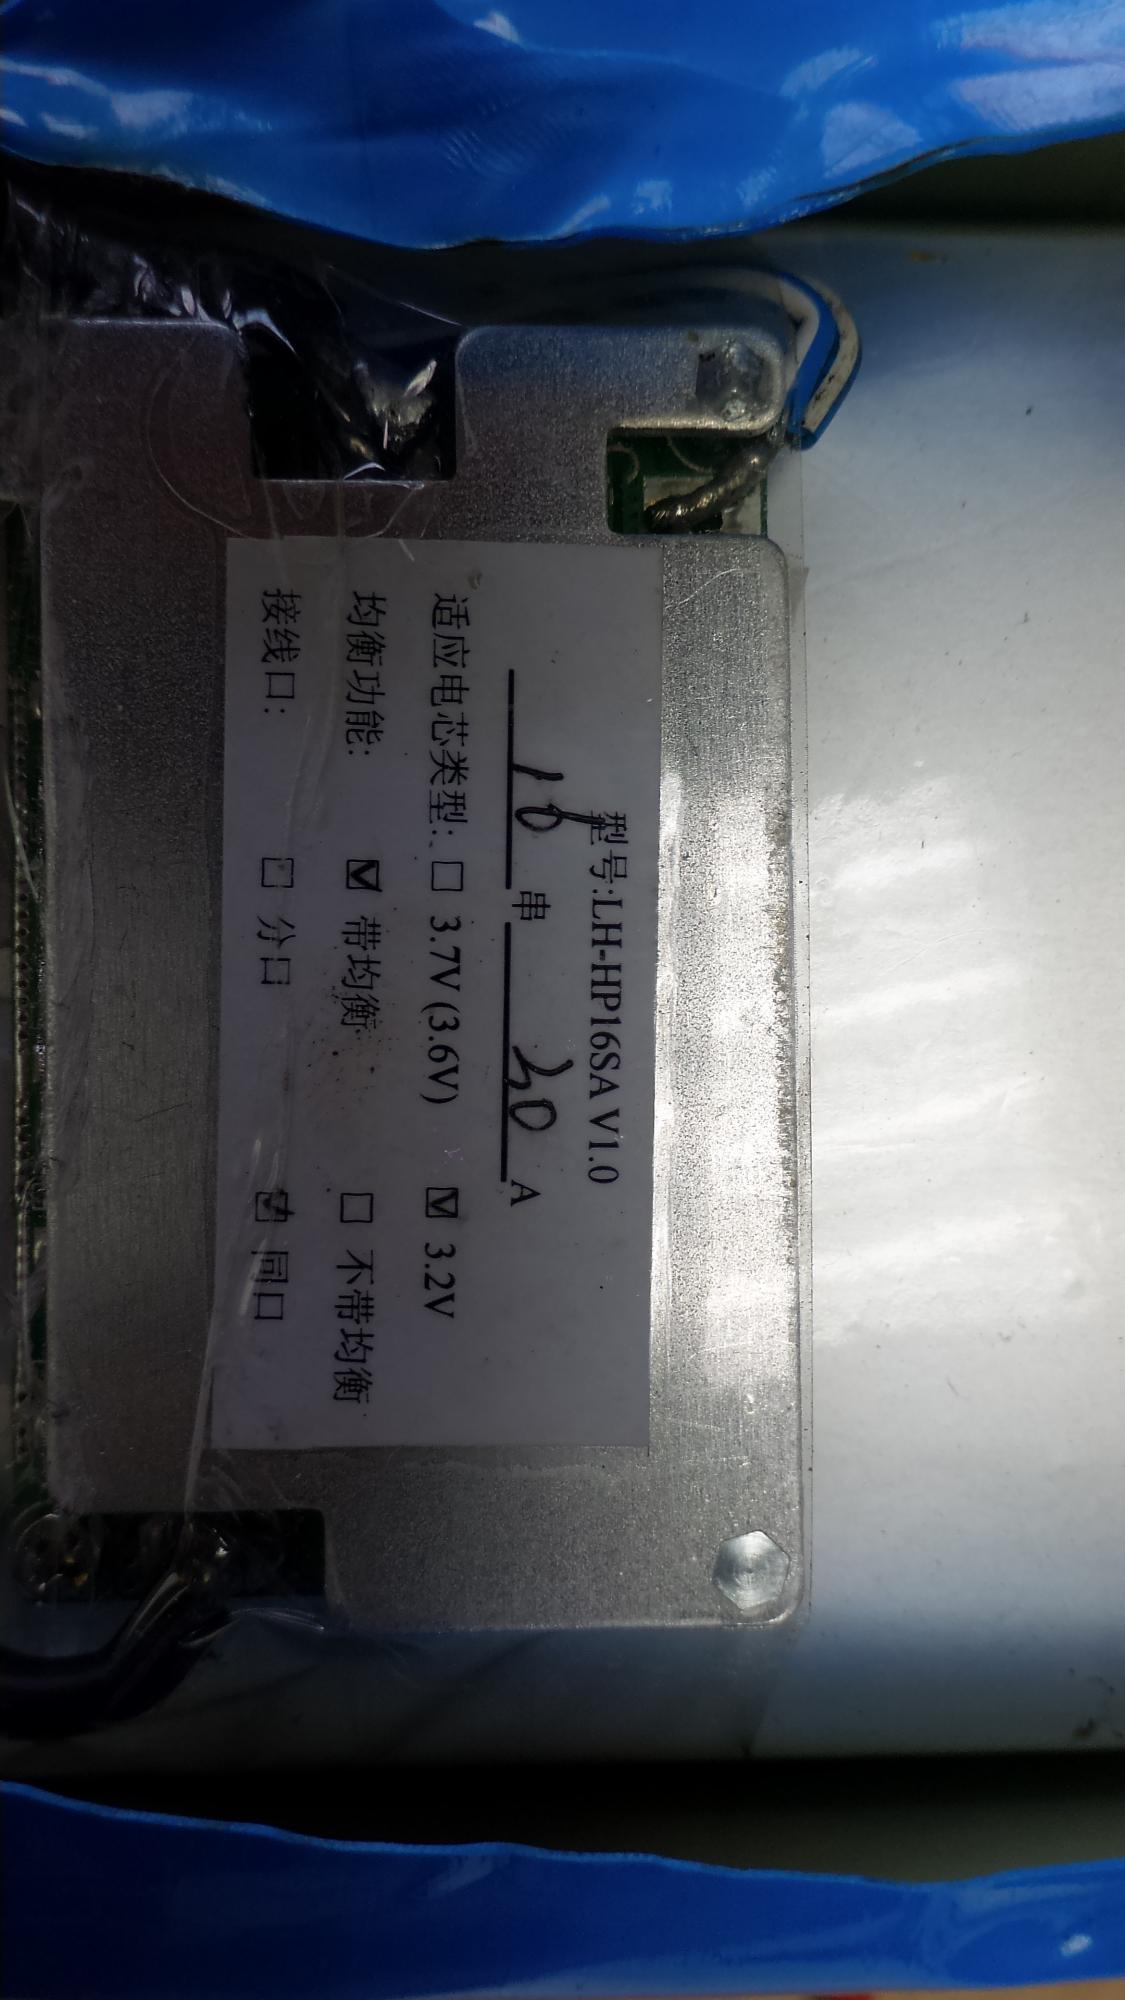 型号:LH-HP16SA V1.0
16 串 30 A
适应电芯类型: ☐ 3.7V (3.6V) ☑ 3.2V
均衡功能: ☑ 带均衡 ☐ 不带均衡
接线口: ☐ 分口 ☑ 同口